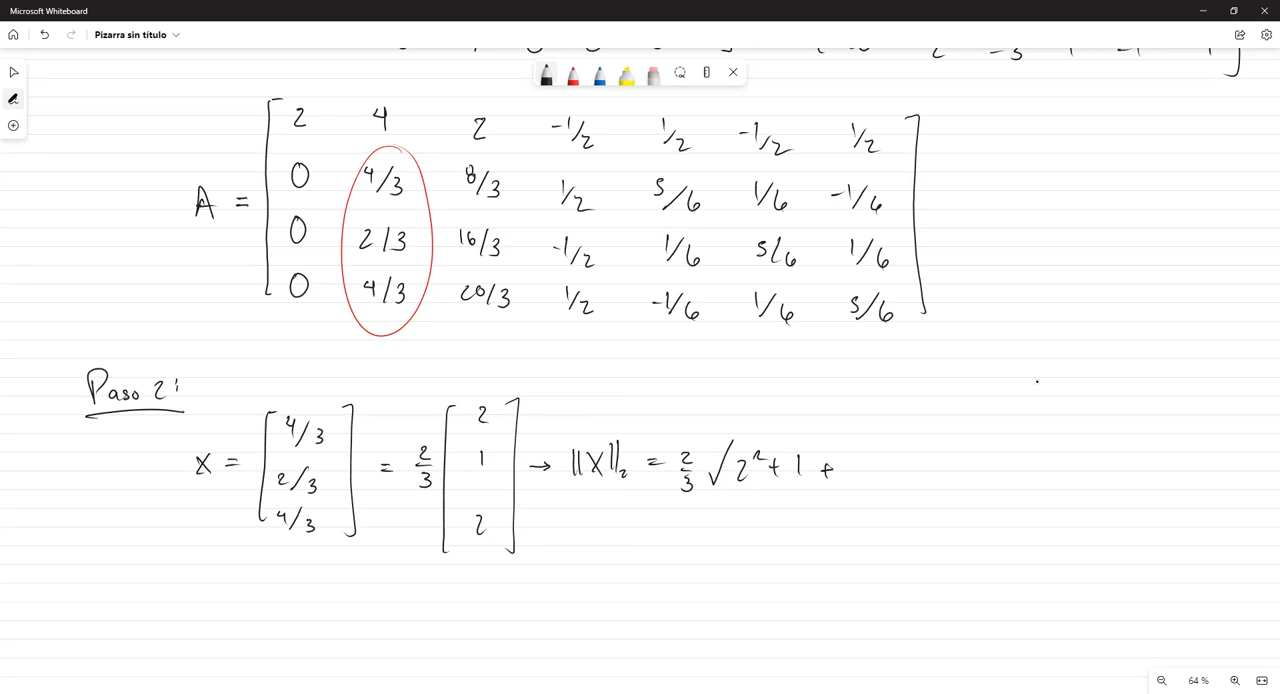 Microsoft Whiteboard
Pizarra sin título
A = [ 2 4 2 -1/2 1/2 -1/2 1/2
0 4/3 8/3 1/2 5/6 1/6 -1/6
0 2/3 16/3 -1/2 1/6 5/6 1/6
0 4/3 20/3 1/2 -1/6 1/6 5/6 ]
Paso 2:
x = [ 4/3 2/3 4/3 ] = 2/3 [ 2 1 2 ] → ||X||₂ = 2/3 √ 2² + 1 +
64 %